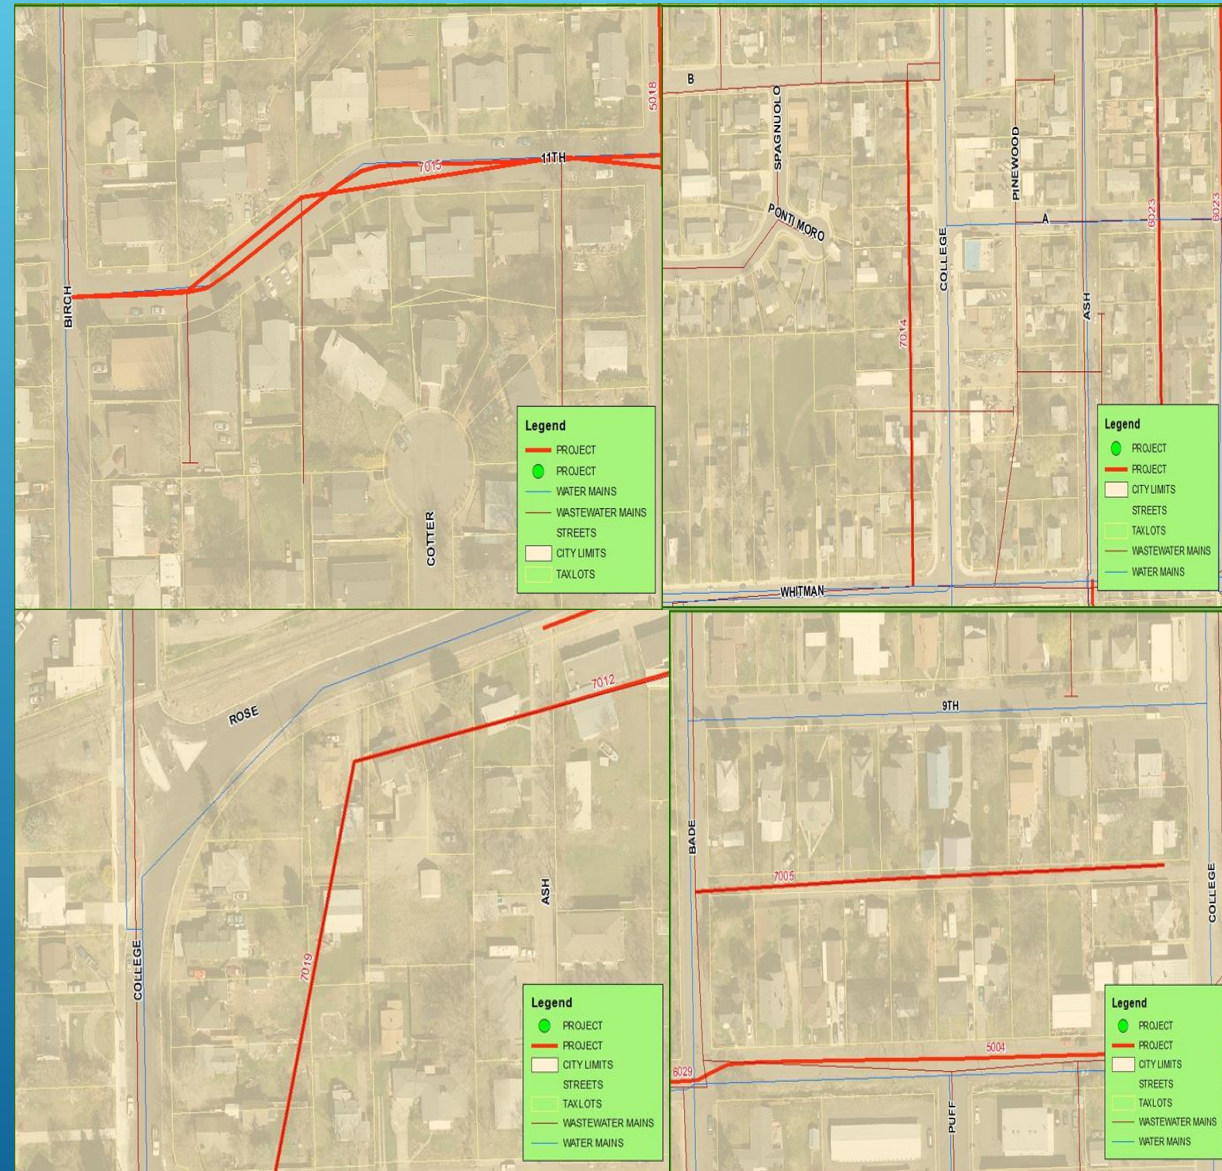 5018
11TH
7015
BIRCH
COTTER
Legend
PROJECT
PROJECT
WATER MAINS
WASTEWATER MAINS
STREETS
CITY LIMITS
TAXLOTS
B
SPAGNUOLO
PINEWOOD
PONTI MORO
A
6023
6023
COLLEGE
ASH
7014
WHITMAN
Legend
PROJECT
PROJECT
CITY LIMITS
STREETS
TAXLOTS
WASTEWATER MAINS
WATER MAINS
ROSE
7012
ASH
COLLEGE
7019
Legend
PROJECT
PROJECT
CITY LIMITS
STREETS
TAXLOTS
WASTEWATER MAINS
WATER MAINS
9TH
BADE
7005
COLLEGE
5004
6029
PUFF
Legend
PROJECT
PROJECT
CITY LIMITS
STREETS
TAXLOTS
WASTEWATER MAINS
WATER MAINS